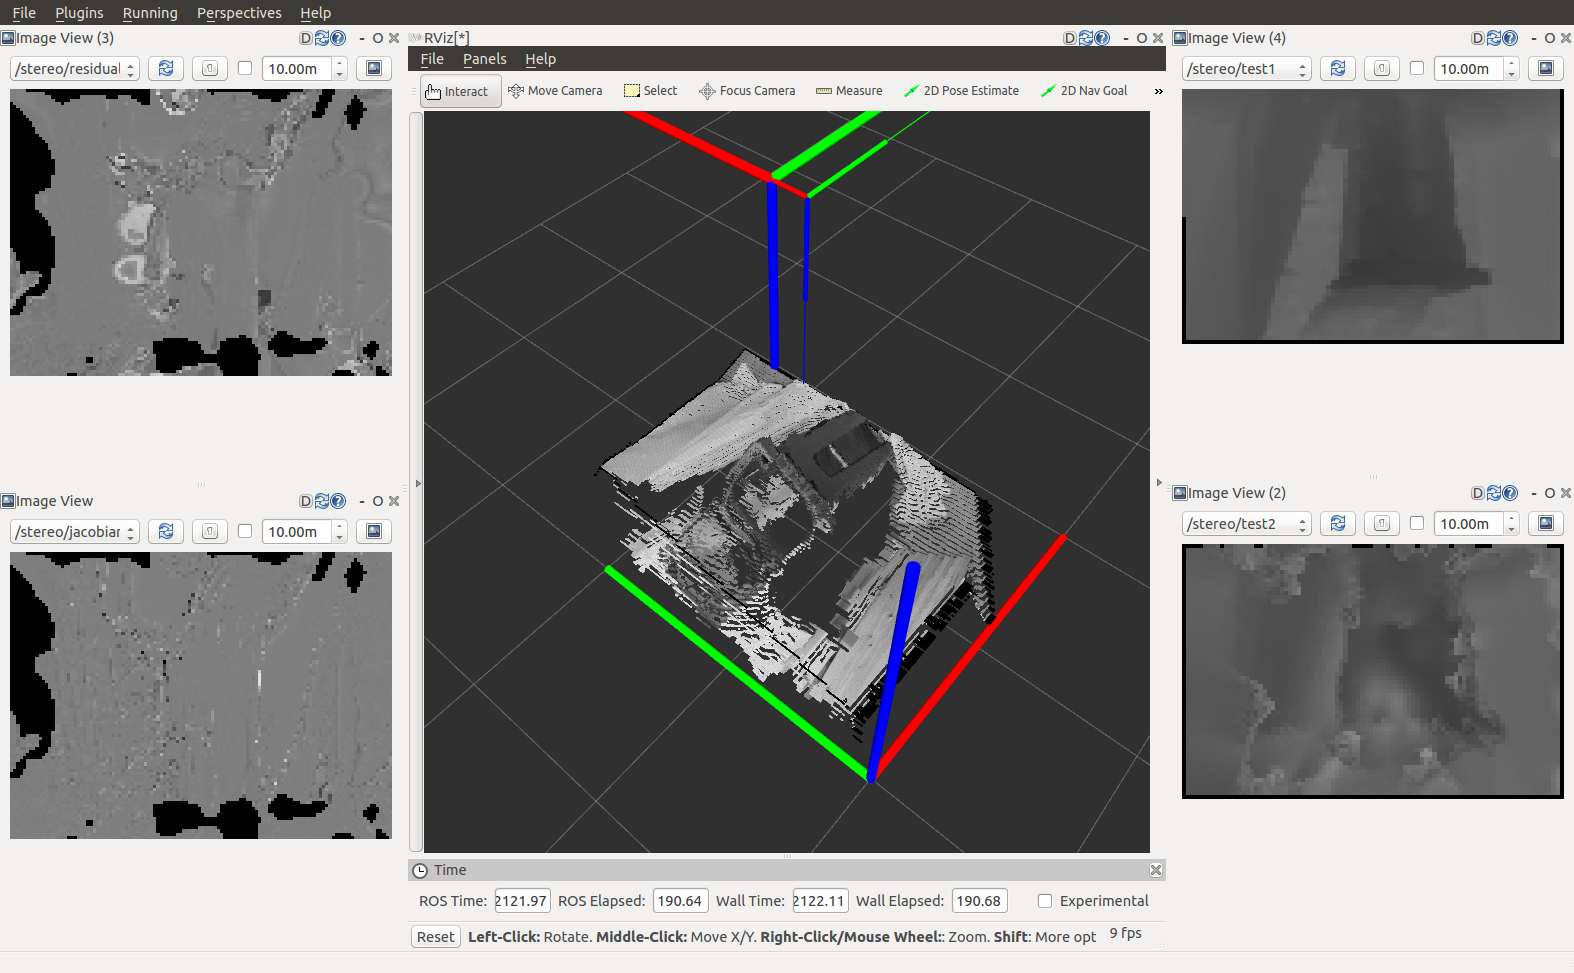 File Plugins Running Perspectives Help
Image View (3)
D - O
/stereo/residual
10.00m
RViz[*]
D - O
File Panels Help
Interact Move Camera Select Focus Camera Measure 2D Pose Estimate 2D Nav Goal »
Image View (4)
D - O
/stereo/test1
10.00m
Image View
D - O
/stereo/jacobiar
10.00m
Image View (2)
D - O
/stereo/test2
10.00m
Time
ROS Time: 2121.97 ROS Elapsed: 190.64 Wall Time: 2122.11 Wall Elapsed: 190.68 Experimental
Reset Left-Click: Rotate. Middle-Click: Move X/Y. Right-Click/Mouse Wheel:: Zoom. Shift: More opt 9 fps